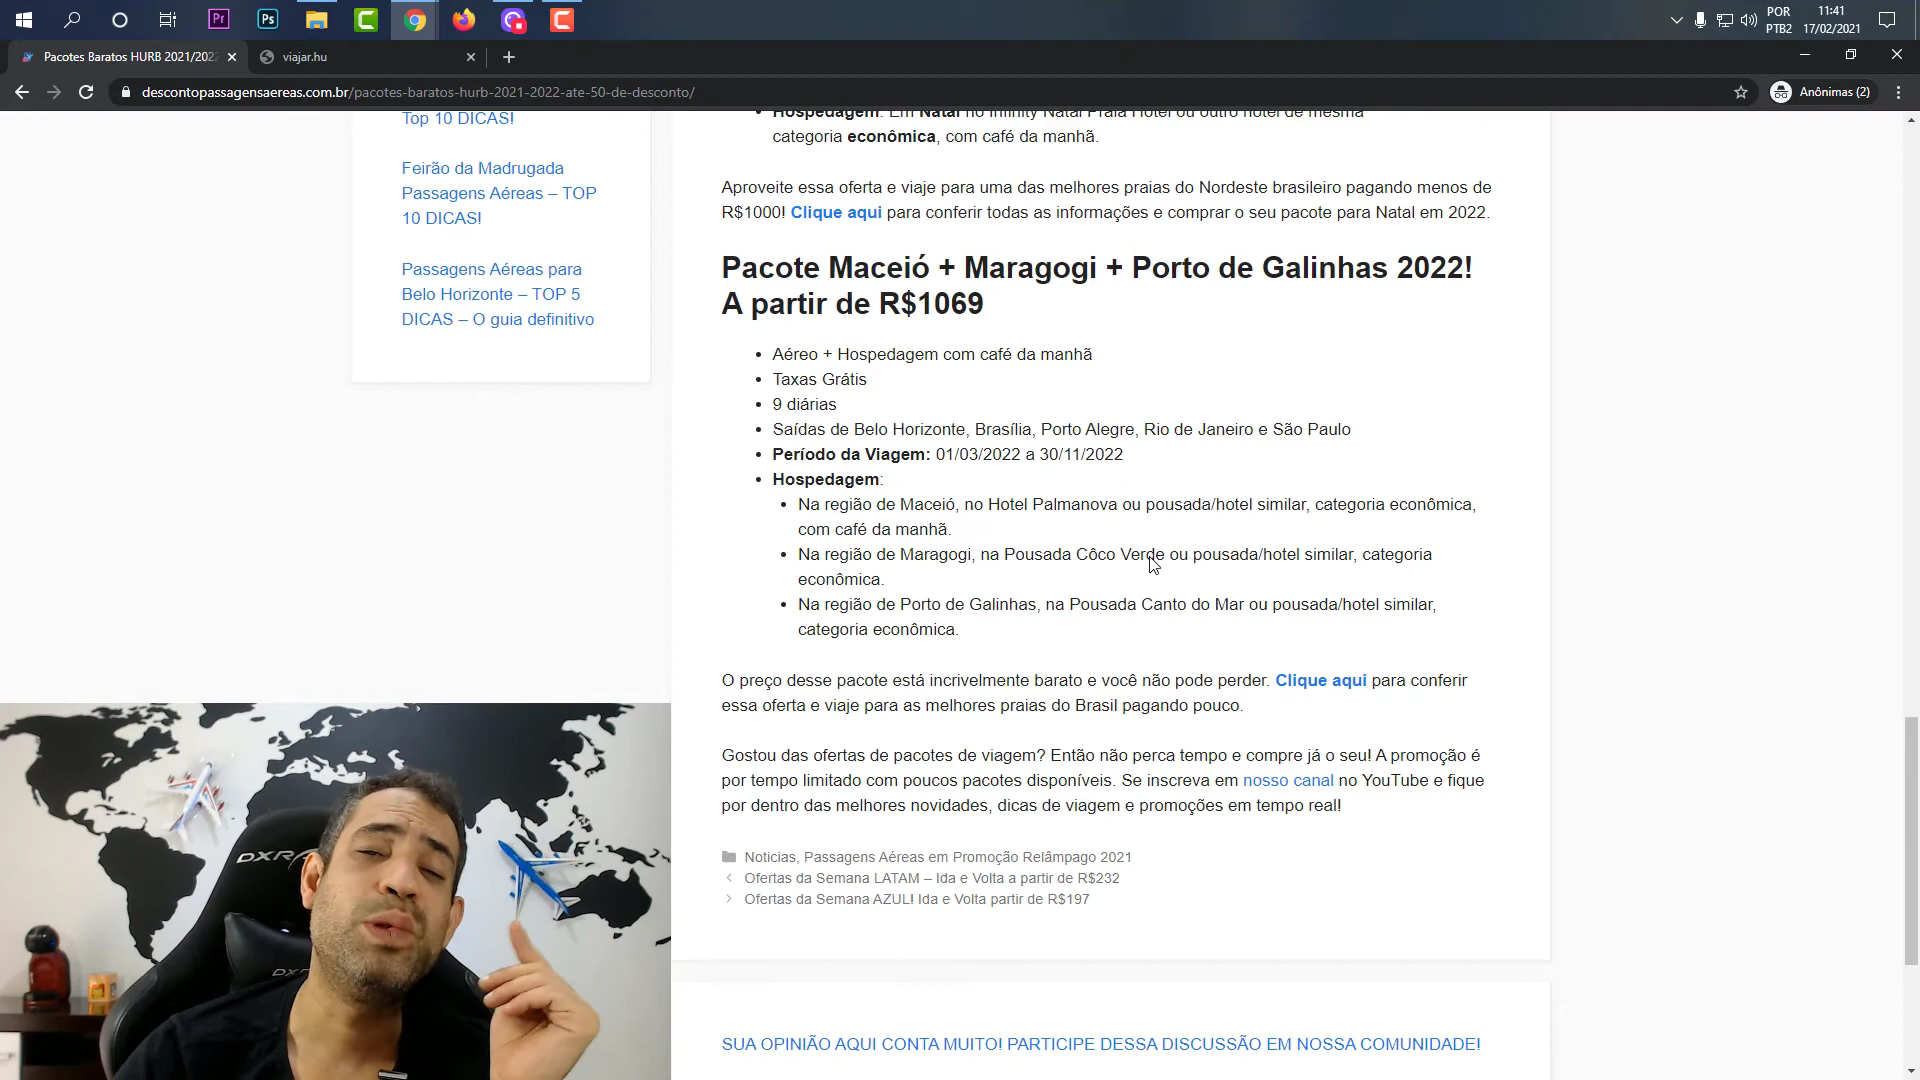 Pr
Ps
POR
PTB2
11:41
17/02/2021
Pacotes Baratos HURB 2021/2022
viajar.hu
descontopassagensaereas.com.br/pacotes-baratos-hurb-2021-2022-ate-50-de-desconto/
Anônimas (2)
Top 10 DICAS!
Feirão da Madrugada
Passagens Aéreas – TOP
10 DICAS!
Passagens Aéreas para
Belo Horizonte – TOP 5
DICAS – O guia definitivo
Hospedagem: Em Natal no Infinity Natal Praia Hotel ou outro hotel de mesma
categoria econômica, com café da manhã.
Aproveite essa oferta e viaje para uma das melhores praias do Nordeste brasileiro pagando menos de
R$1000! Clique aqui para conferir todas as informações e comprar o seu pacote para Natal em 2022.
Pacote Maceió + Maragogi + Porto de Galinhas 2022!
A partir de R$1069
Aéreo + Hospedagem com café da manhã
Taxas Grátis
9 diárias
Saídas de Belo Horizonte, Brasília, Porto Alegre, Rio de Janeiro e São Paulo
Período da Viagem: 01/03/2022 a 30/11/2022
Hospedagem:
Na região de Maceió, no Hotel Palmanova ou pousada/hotel similar, categoria econômica,
com café da manhã.
Na região de Maragogi, na Pousada Côco Verde ou pousada/hotel similar, categoria
econômica.
Na região de Porto de Galinhas, na Pousada Canto do Mar ou pousada/hotel similar,
categoria econômica.
O preço desse pacote está incrivelmente barato e você não pode perder. Clique aqui para conferir
essa oferta e viaje para as melhores praias do Brasil pagando pouco.
Gostou das ofertas de pacotes de viagem? Então não perca tempo e compre já o seu! A promoção é
por tempo limitado com poucos pacotes disponíveis. Se inscreva em nosso canal no YouTube e fique
por dentro das melhores novidades, dicas de viagem e promoções em tempo real!
Noticias, Passagens Aéreas em Promoção Relâmpago 2021
Ofertas da Semana LATAM – Ida e Volta a partir de R$232
Ofertas da Semana AZUL! Ida e Volta partir de R$197
SUA OPINIÃO AQUI CONTA MUITO! PARTICIPE DESSA DISCUSSÃO EM NOSSA COMUNIDADE!